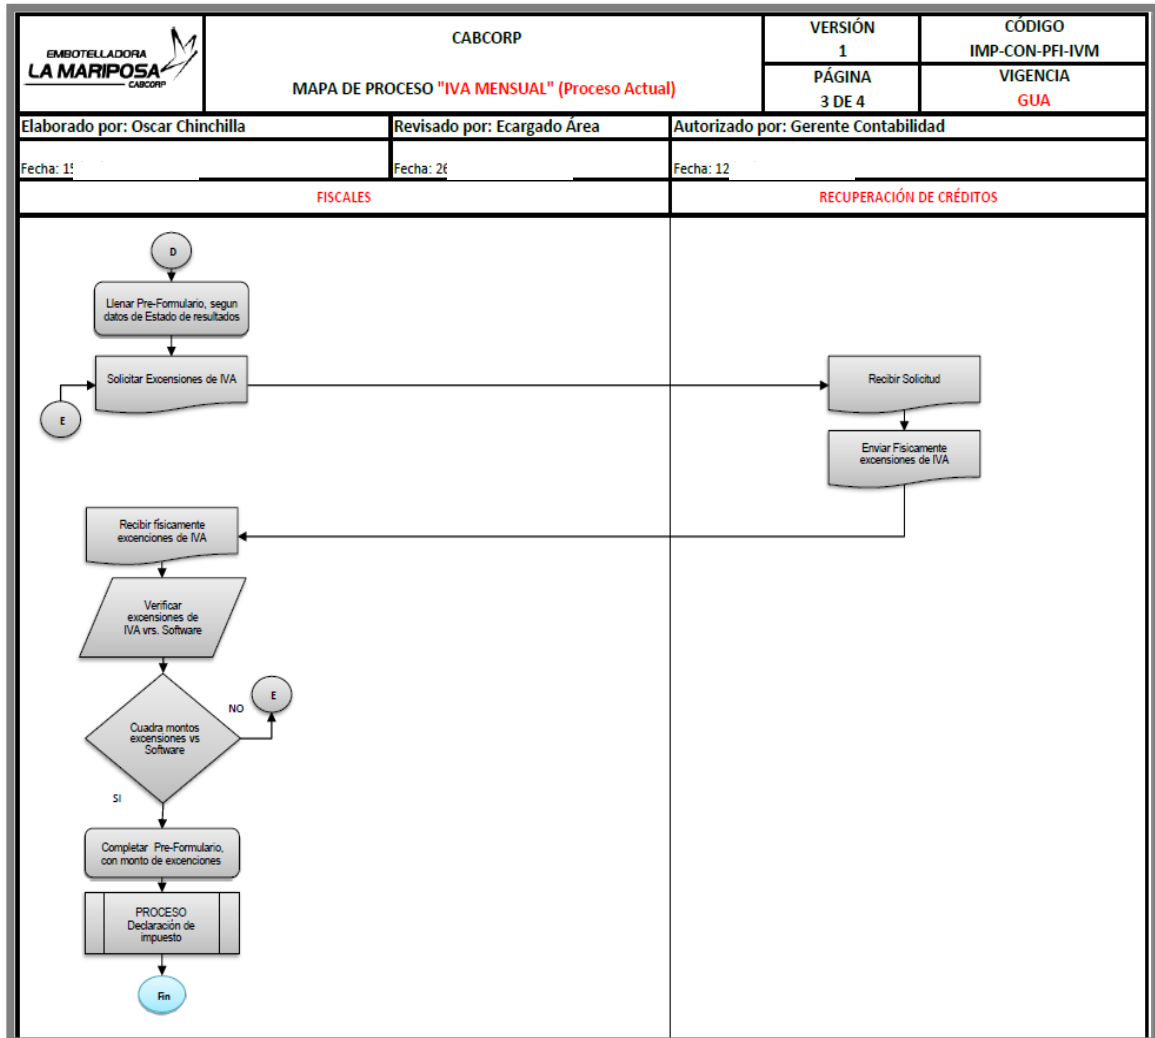 EMBOTELLADORA
LA MARIPOSA
CABCORP
CABCORP
MAPA DE PROCESO "IVA MENSUAL" (Proceso Actual)
VERSIÓN
1
CÓDIGO
IMP-CON-PFI-IVM
PÁGINA
3 DE 4
VIGENCIA
GUA
Elaborado por: Oscar Chinchilla
Revisado por: Ecargado Área
Autorizado por: Gerente Contabilidad
Fecha: 15
Fecha: 26
Fecha: 12
FISCALES
RECUPERACIÓN DE CRÉDITOS
D
Llenar Pre-Formulario, segun
datos de Estado de resultados
Solicitar Excensiones de IVA
E
Recibir Solicitud
Enviar Fisicamente
excensiones de IVA
Recibir físicamente
excenciones de IVA
Verificar
excensiones de
IVA vrs. Software
Cuadra montos
excensiones vs
Software
NO
E
SI
Completar Pre-Formulario,
con monto de excenciones
PROCESO
Declaración de
impuesto
Fin